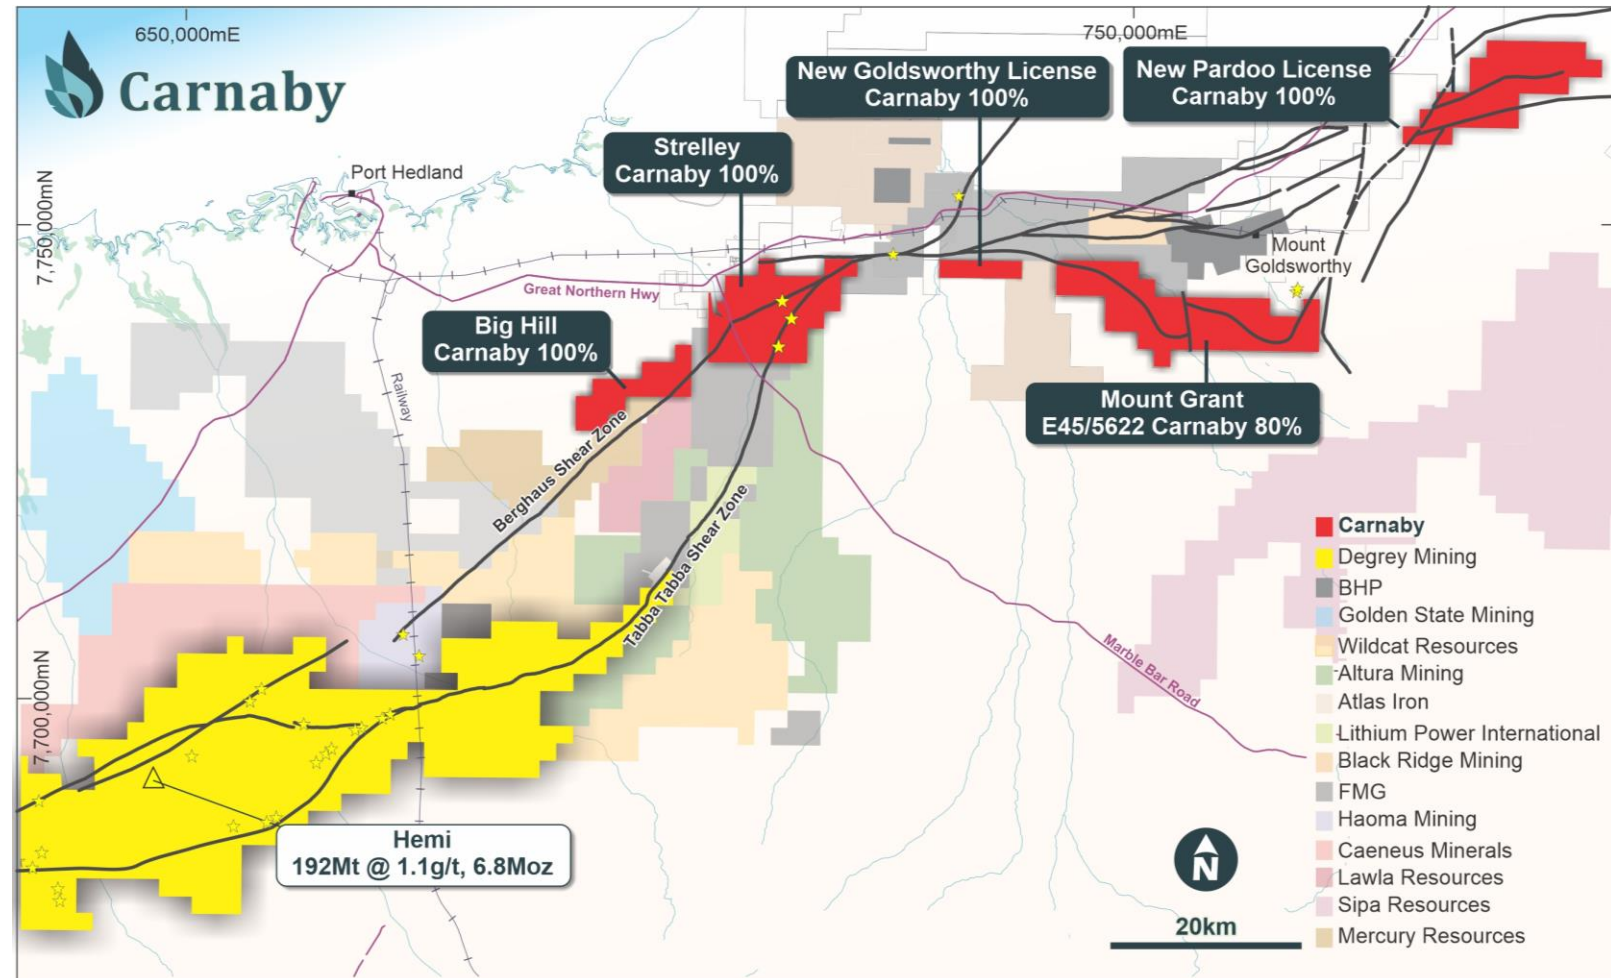 650,000mE
750,000mE
Carnaby
New Goldsworthy License
Carnaby 100%
New Pardoo License
Carnaby 100%
Strelley
Carnaby 100%
Port Hedland
7,750,000mN
Mount
Goldsworthy
Great Northern Hwy
Big Hill
Carnaby 100%
Railway
Mount Grant
E45/5622 Carnaby 80%
Berghaus Shear Zone
Tabba Tabba Shear Zone
Marble Bar Road
7,700,000mN
Hemi
192Mt @ 1.1g/t, 6.8Moz
Carnaby
Degrey Mining
BHP
Golden State Mining
Wildcat Resources
Altura Mining
Atlas Iron
Lithium Power International
Black Ridge Mining
FMG
Haoma Mining
Caeneus Minerals
Lawla Resources
Sipa Resources
Mercury Resources
N
20km